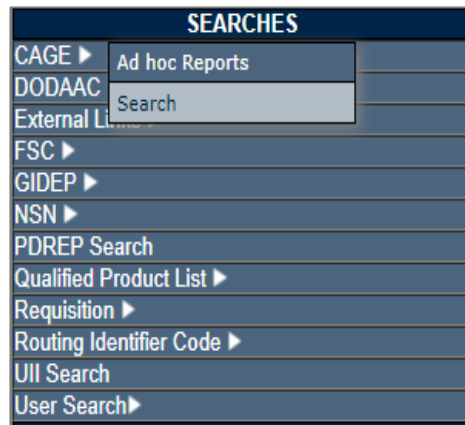 SEARCHES
CAGE ▶
Ad hoc Reports
DODAAC
Search
External
FSC ▶
GIDEP ▶
NSN ▶
PDREP Search
Qualified Product List ▶
Requisition ▶
Routing Identifier Code ▶
UII Search
User Search▶